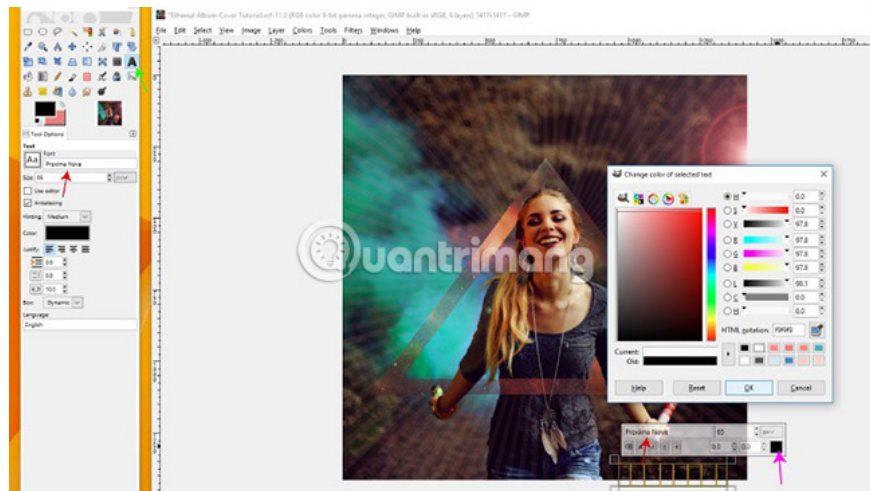 "Ethereal Album Cover Tutorial.xcf-11.0 (RGB color 8-bit gamma integer, GIMP built-in sRGB, 6 layers) 1417x1417 – GIMP
File Edit Select View Image Layer Colors Tools Filters Windows Help
Tool Options
Text
Font
Aa
Proxima Nova
Size:
Use editor
Antialiasing
Hinting: Medium
Color:
Justify:
0.0
0.0
10.0
Box: Dynamic
Language:
English
Quantrimang
Change color of selected text
H 0.0
S 0.0
V 97.8
R 97.8
G 97.8
B 97.8
L 98.1
C 0.0
H 0.0
HTML notation: f9f9f9
Current:
Old:
Help Reset OK Cancel
Proxima Nova 65
0.0 0.0